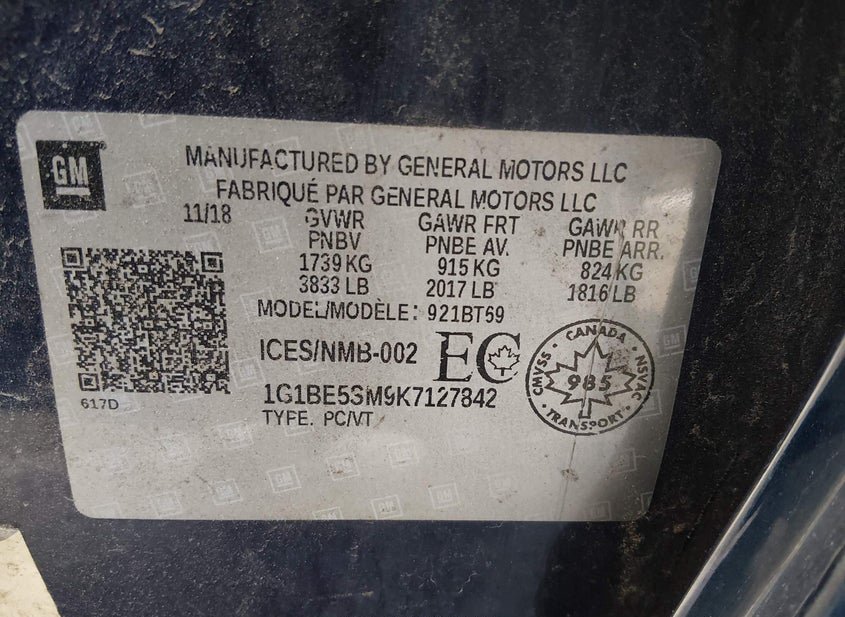 GM
MANUFACTURED BY GENERAL MOTORS LLC
FABRIQUÉ PAR GENERAL MOTORS LLC
11/18 GVWR GAWR FRT GAWR RR
PNBV PNBE AV. PNBE ARR.
1739 KG 915 KG 824 KG
3833 LB 2017 LB 1816 LB
MODEL/MODÈLE: 921BT69
ICES/NMB-002 EC
1G1BE5SM9K7127842
TYPE. PC/VT
617D
CANADA
CMVSS 985 NSVAC
TRANSPORT